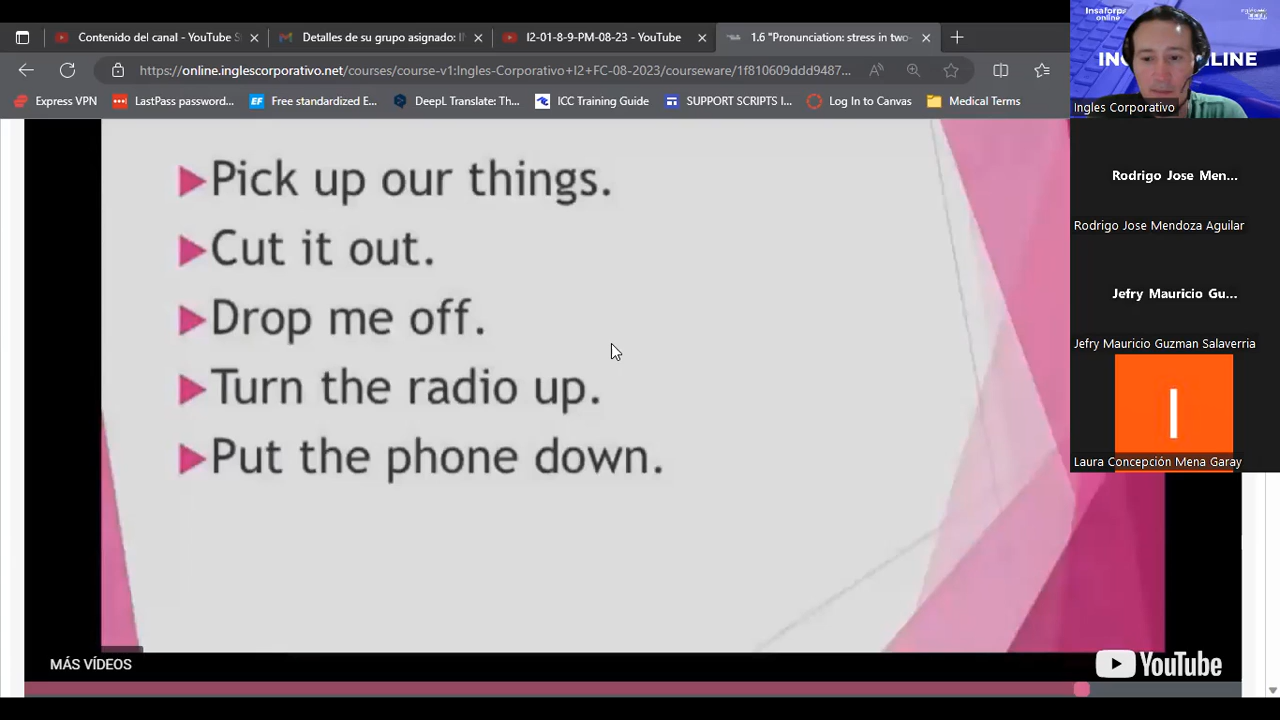 Contenido del canal - YouTube S
Detalles de su grupo asignado: I
I2-01-8-9-PM-08-23 - YouTube
1.6 "Pronunciation: stress in two-
https://online.inglescorporativo.net/courses/course-v1:Ingles-Corporativo+I2+FC-08-2023/courseware/1f810609ddd9487...
Express VPN
LastPass password...
Free standardized E...
DeepL Translate: Th...
ICC Training Guide
SUPPORT SCRIPTS I...
Log In to Canvas
Medical Terms
Pick up our things.
Cut it out.
Drop me off.
Turn the radio up.
Put the phone down.
MÁS VÍDEOS
YouTube
Insaforp
online
ONLINE
Ingles Corporativo
Rodrigo Jose Men...
Rodrigo Jose Mendoza Aguilar
Jefry Mauricio Gu...
Jefry Mauricio Guzman Salaverria
I
Laura Concepción Mena Garay